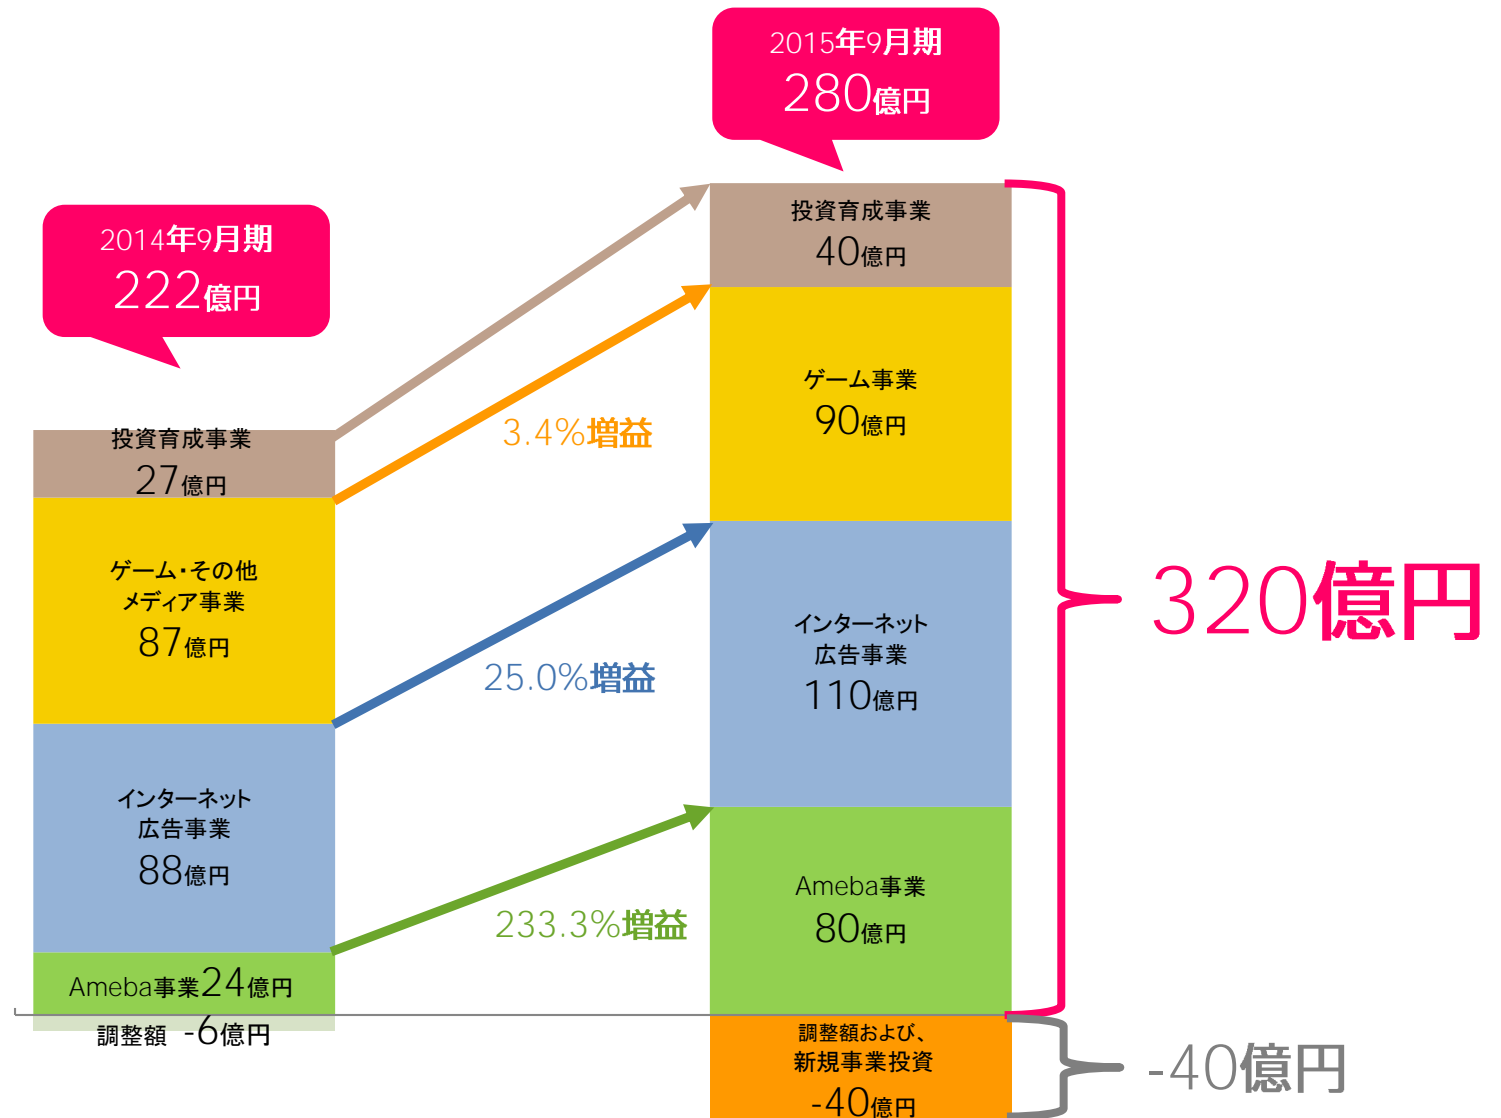 2015年9月期
280億円
2014年9月期
222億円
投資育成事業
40億円
ゲーム事業
90億円
3.4%増益
投資育成事業
27億円
ゲーム・その他
メディア事業
87億円
インターネット
広告事業
110億円
320億円
25.0%増益
インターネット
広告事業
88億円
Ameba事業
80億円
233.3%増益
Ameba事業24億円
調整額 -6億円
調整額および、
新規事業投資
-40億円
-40億円